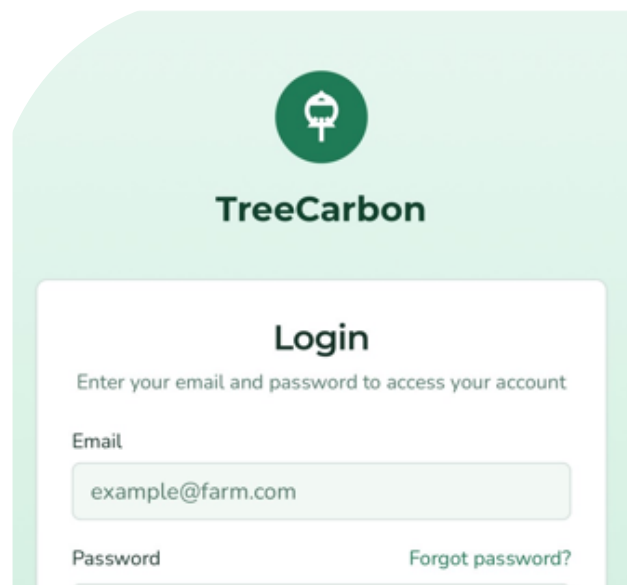 TreeCarbon
Login
Enter your email and password to access your account
Email
example@farm.com
Password Forgot password?